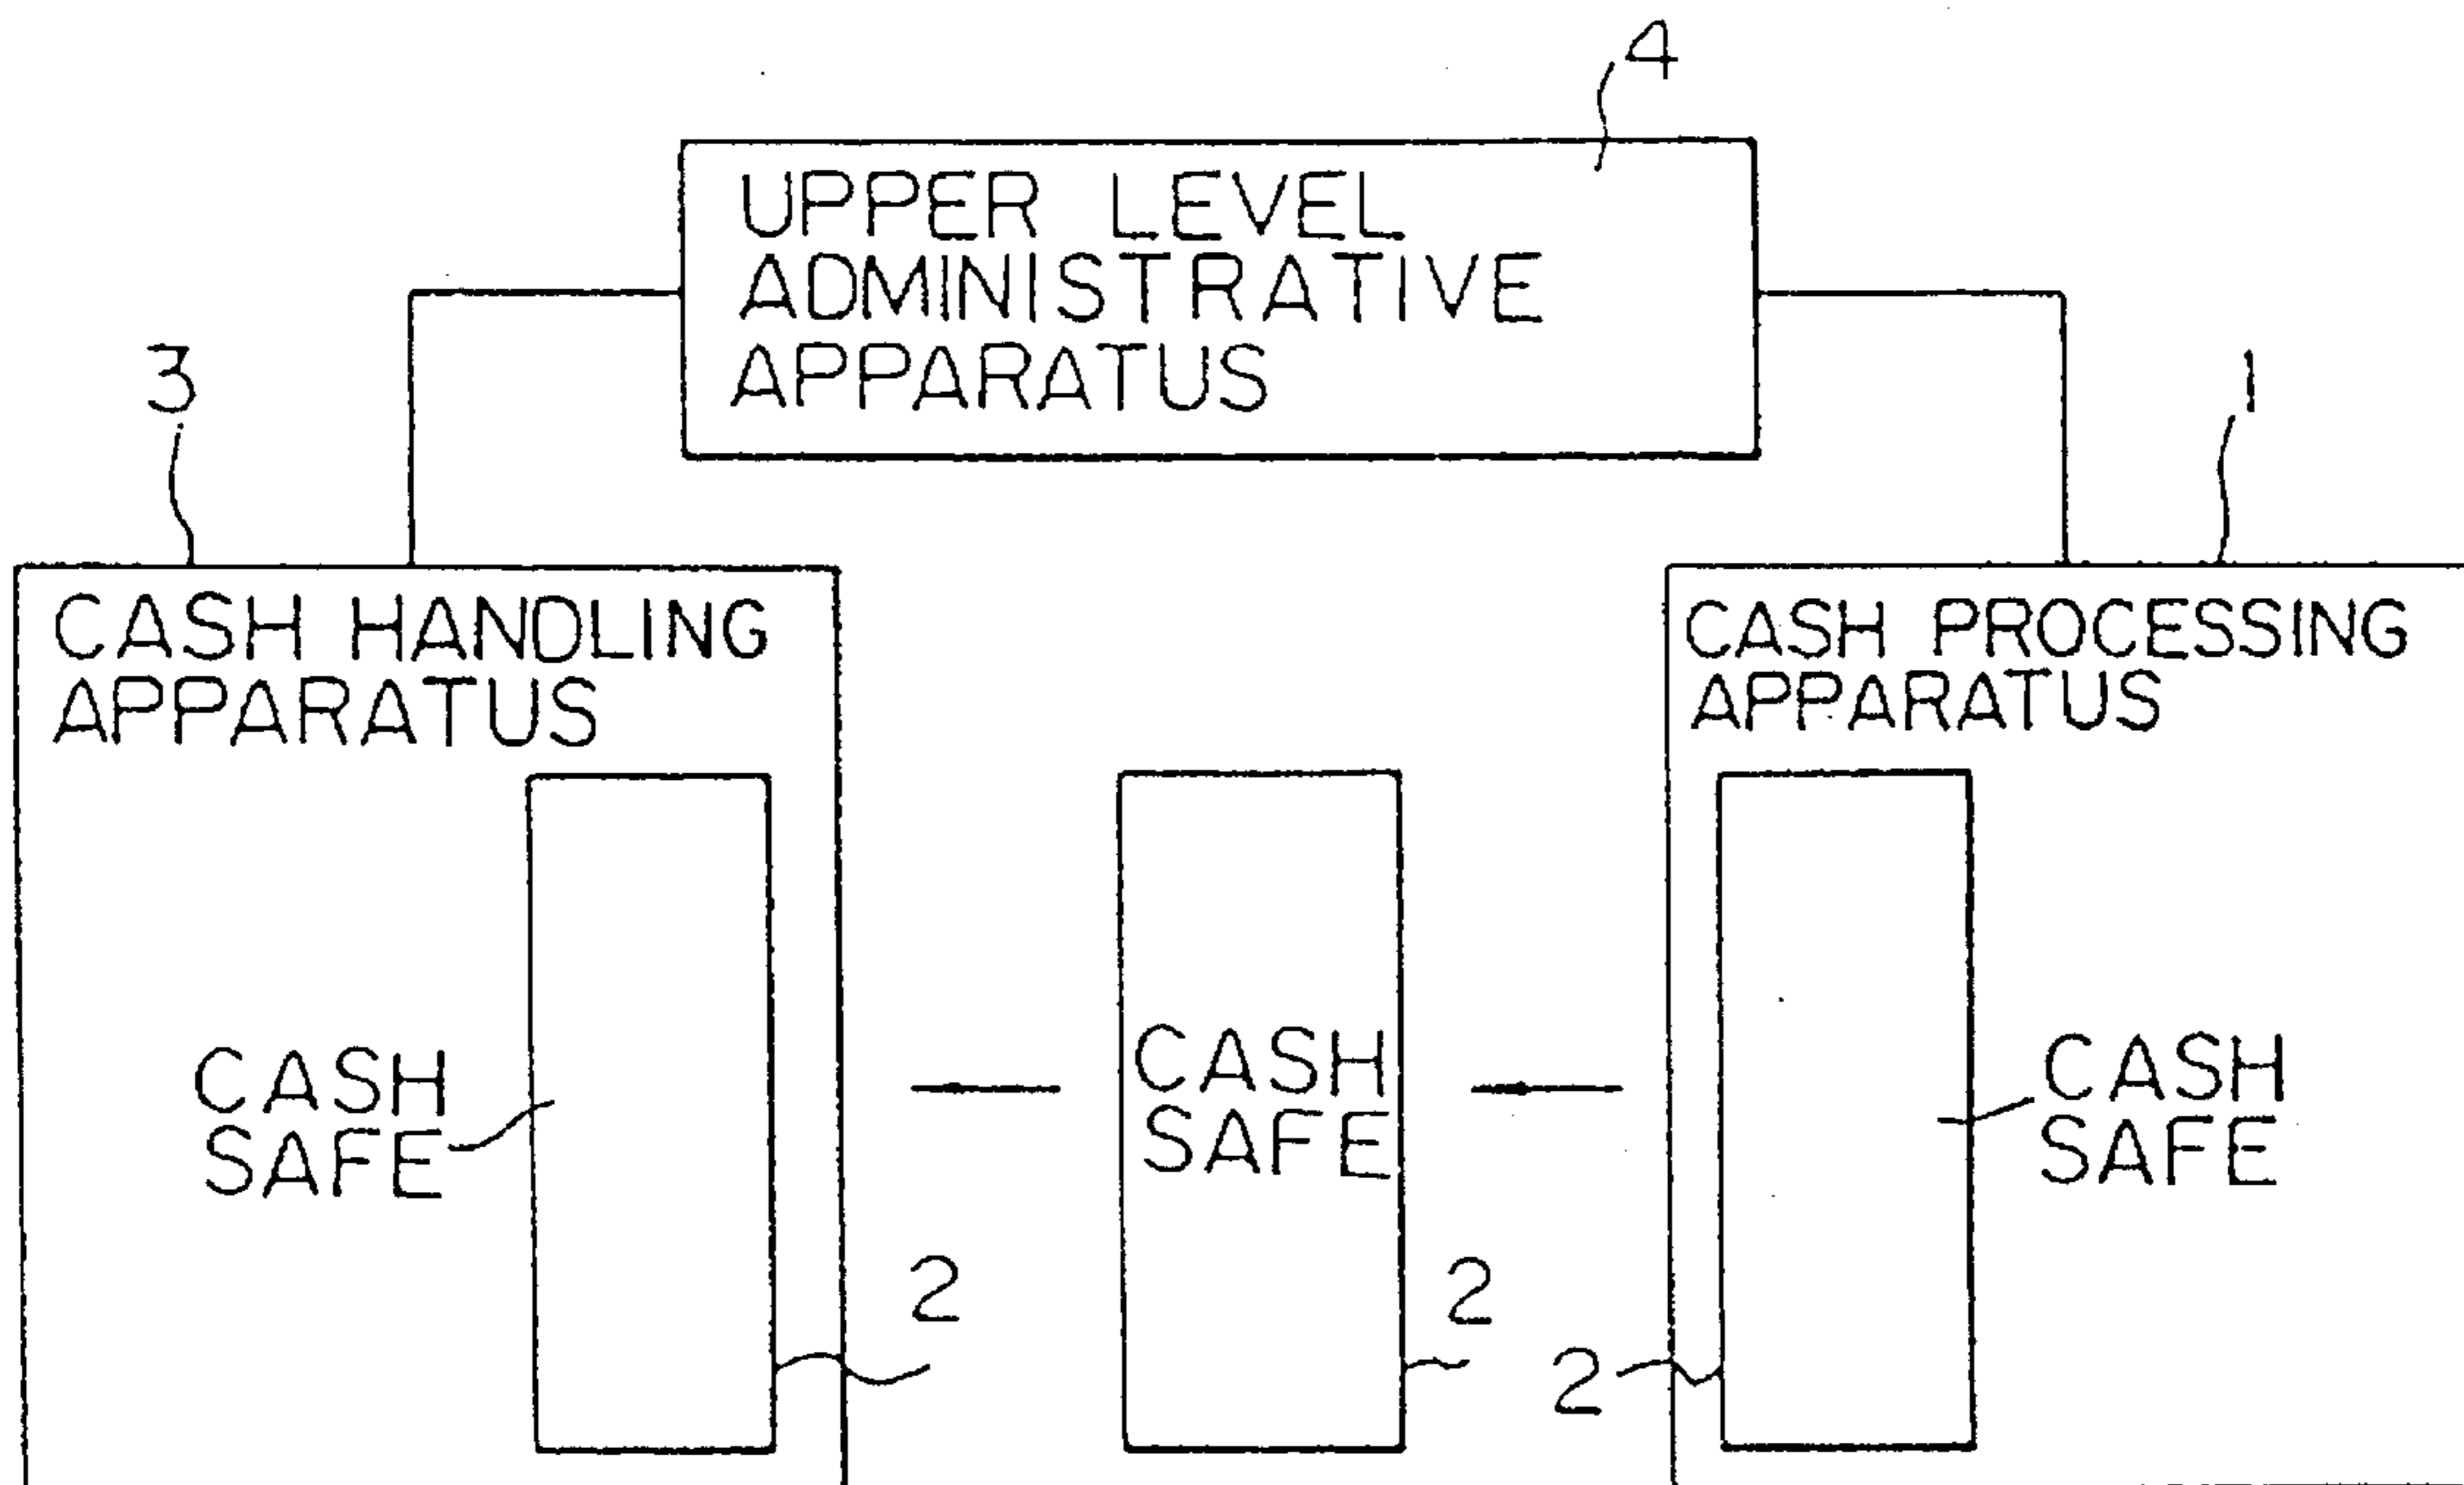 4
UPPER LEVEL
ADMINISTRATIVE
APPARATUS
3
1
CASH HANDLING
APPARATUS
CASH PROCESSING
APPARATUS
CASH
SAFE
CASH
SAFE
CASH
SAFE
2
2
2